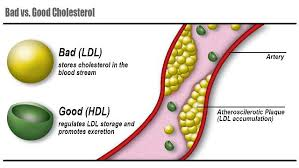 Bad vs. Good Cholesterol
Bad (LDL)
stores cholesterol in the
blood stream
Good (HDL)
regulates LDL storage and
promotes excretion
Artery
Atheroscilerotic Plaque
(LDL accumulation)